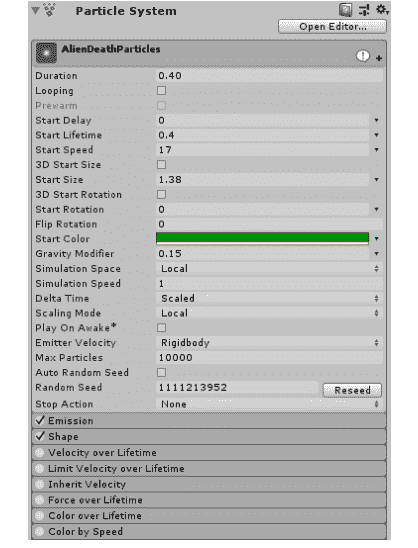 Particle System
Open Editor...
AlienDeathParticles
Duration 0.40
Looping
Prewarm
Start Delay 0
Start Lifetime 0.4
Start Speed 17
3D Start Size
Start Size 1.38
3D Start Rotation
Start Rotation 0
Flip Rotation 0
Start Color
Gravity Modifier 0.15
Simulation Space Local
Simulation Speed 1
Delta Time Scaled
Scaling Mode Local
Play On Awake*
Emitter Velocity Rigidbody
Max Particles 10000
Auto Random Seed
Random Seed 1111213952 Reseed
Stop Action None
Emission
Shape
Velocity over Lifetime
Limit Velocity over Lifetime
Inherit Velocity
Force over Lifetime
Color over Lifetime
Color by Speed